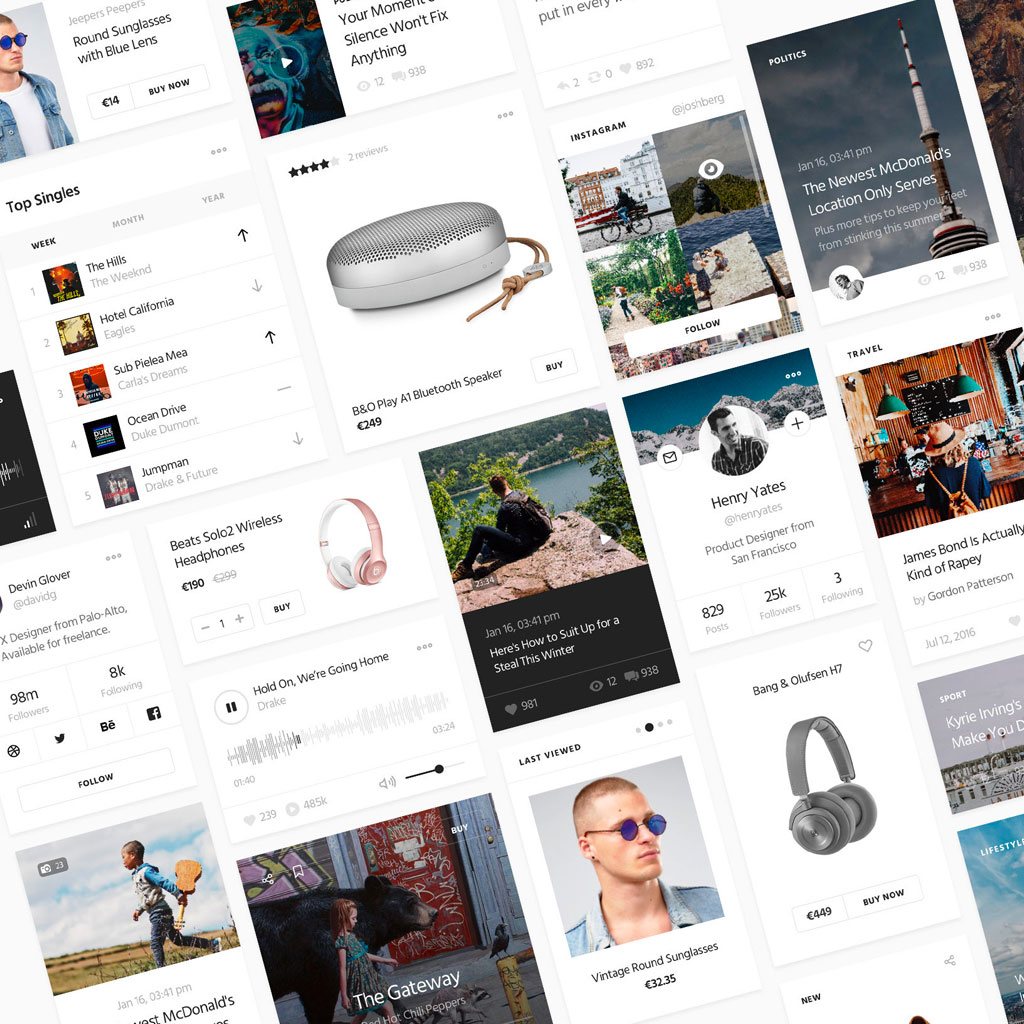 Jeepers Peepers
Round Sunglasses
with Blue Lens
€14
BUY NOW
Your Moment of
Silence Won't Fix
Anything
12
938
put in every
2
0
892
@joshberg
INSTAGRAM
FOLLOW
POLITICS
Jan 16, 03:41 pm
The Newest McDonald's
Location Only Serves
Plus more tips to keep your feet
from stinking this summer
12
938
Top Singles
WEEK
MONTH
YEAR
1
The Hills
The Weeknd
2
Hotel California
Eagles
3
Sub Pielea Mea
Carla's Dreams
4
Ocean Drive
Duke Dumont
5
Jumpman
Drake & Future
2 reviews
B&O Play A1 Bluetooth Speaker
€249
BUY
Henry Yates
@henryates
Product Designer from
San Francisco
829
Posts
25k
Followers
3
Following
TRAVEL
James Bond Is Actually
Kind of Rapey
by Gordon Patterson
Jul 12, 2016
Beats Solo2 Wireless
Headphones
€190
€299
1
BUY
23:34
Jan 16, 03:41 pm
Here's How to Suit Up for a
Steal This Winter
981
12
938
Devin Glover
@davidg
X Designer from Palo-Alto,
Available for freelance.
98m
Followers
8k
Following
Bē
FOLLOW
Hold On, We're Going Home
Drake
01:40
03:24
239
485k
Bang & Olufsen H7
€449
BUY NOW
SPORT
Kyrie Irving's
Make You D
LAST VIEWED
Vintage Round Sunglasses
€32.35
23
Jan 16, 03:41 pm
west McDonald's
BUY
The Gateway
Red Hot Chili Peppers
LIFESTYLE
NEW